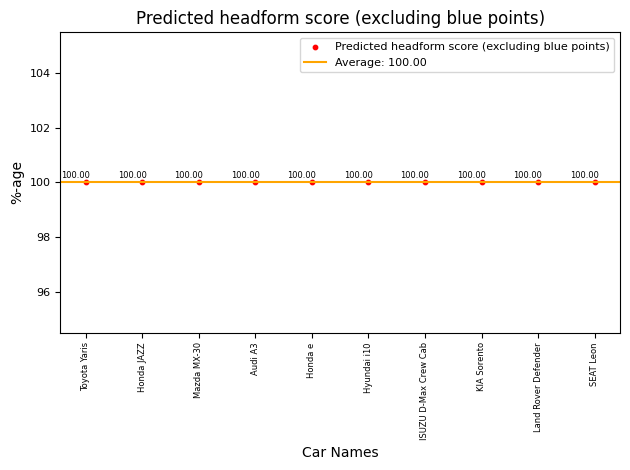 Predicted headform score (excluding blue points)
Predicted headform score (excluding blue points)
Average: 100.00
%-age
104
102
100
98
96
100.00 100.00 100.00 100.00 100.00 100.00 100.00 100.00 100.00 100.00
Toyota Yaris
Honda JAZZ
Mazda MX-30
Audi A3
Honda e
Hyundai i10
ISUZU D-Max Crew Cab
KIA Sorento
Land Rover Defender
SEAT Leon
Car Names